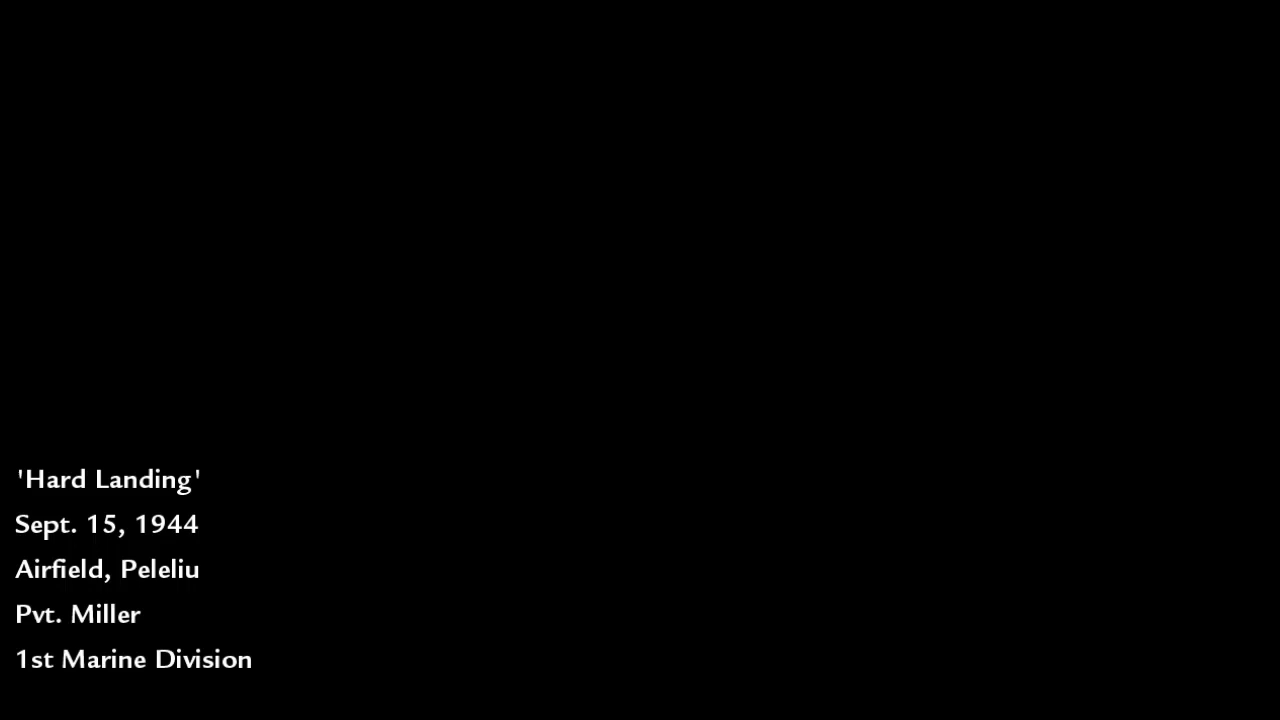 'Hard Landing'
Sept. 15, 1944
Airfield, Peleliu
Pvt. Miller
1st Marine Division